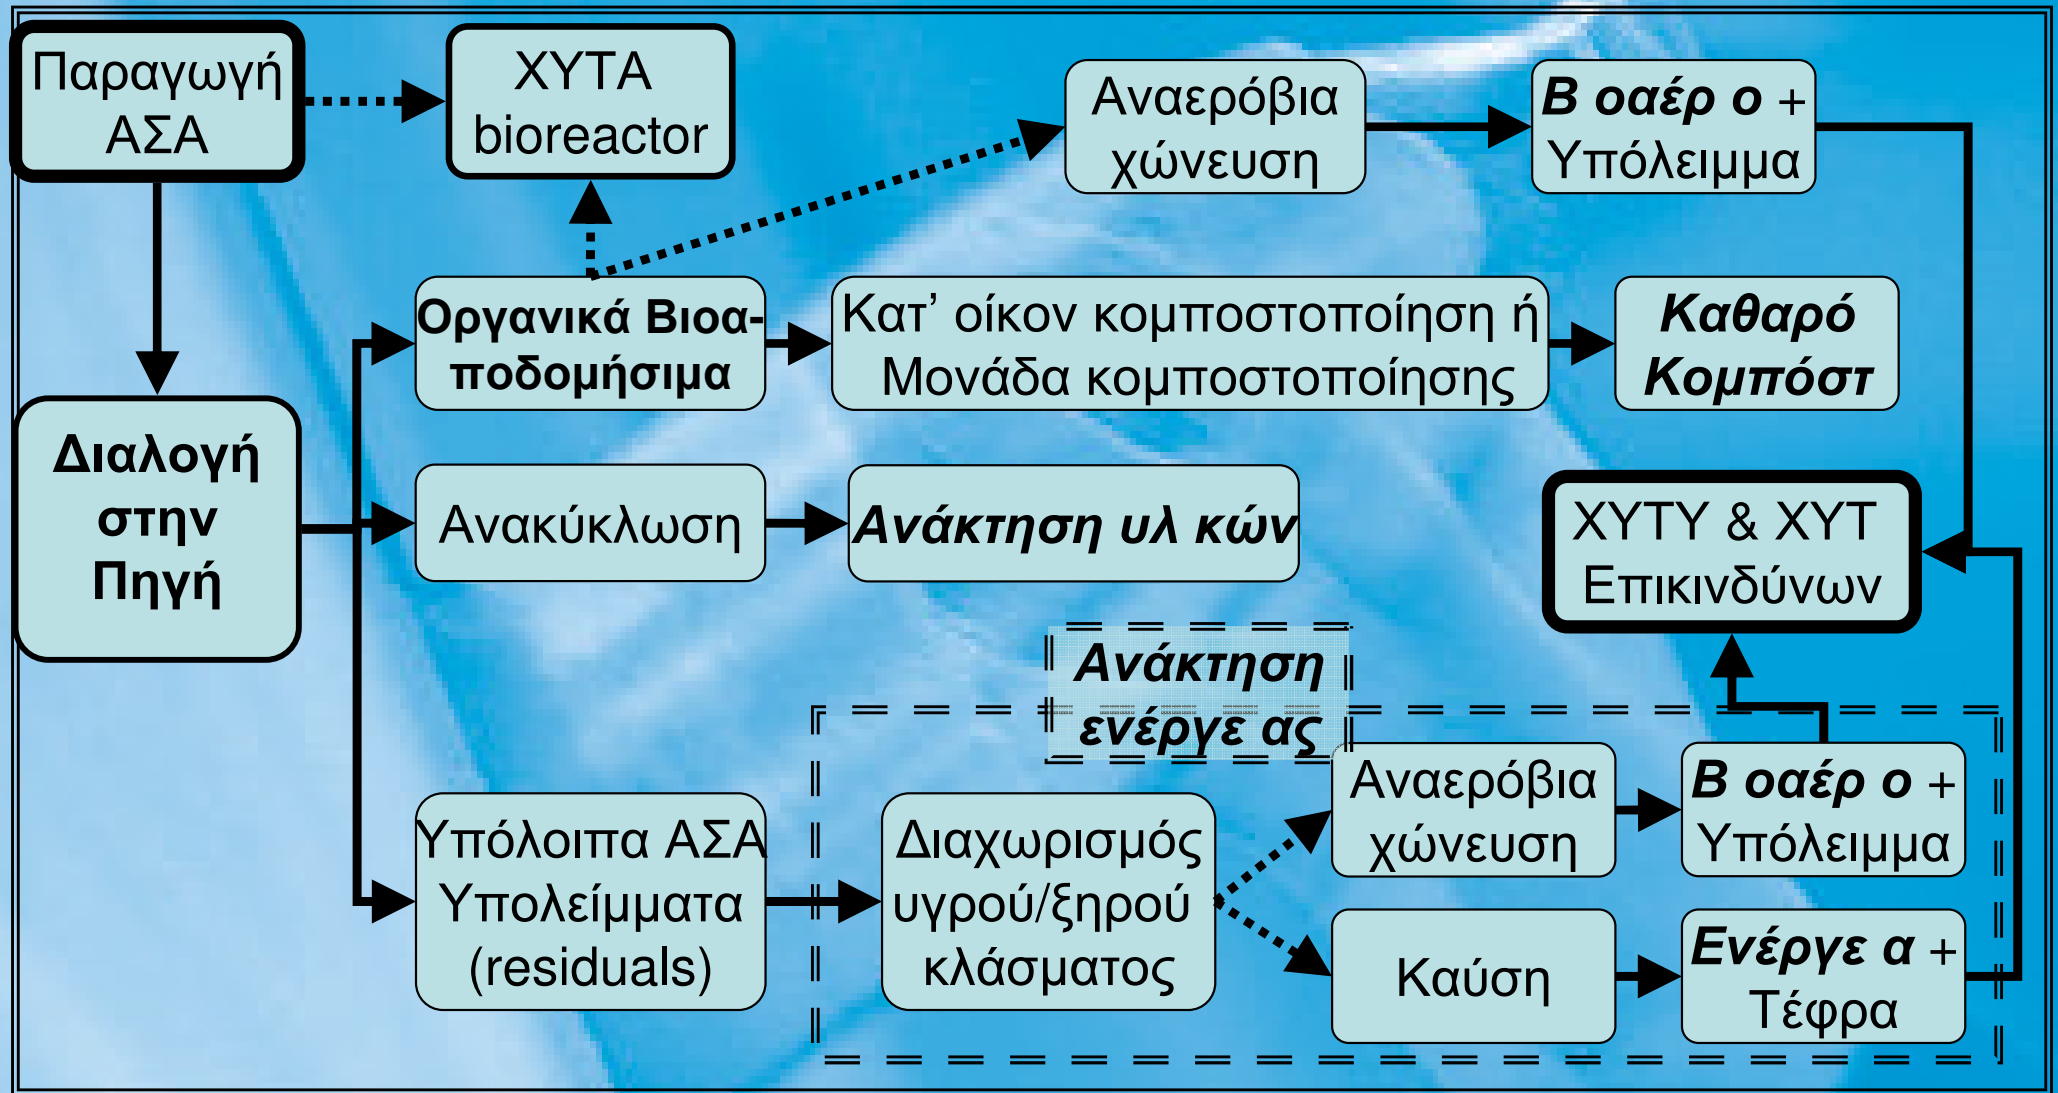 Παραγωγή
ΑΣΑ
ΧΥΤΑ
bioreactor
Αναερόβια
χώνευση
Β οαέρ ο +
Υπόλειμμα
Οργανικά Βιοα-
ποδομήσιμα
Κατ’ οίκον κομποστοποίηση ή
Μονάδα κομποστοποίησης
Καθαρό
Κομπόστ
Διαλογή
στην
Πηγή
Ανακύκλωση
Ανάκτηση υλ κών
ΧΥΤΥ & ΧΥΤ
Επικινδύνων
Ανάκτηση
ενέργε ας
Υπόλοιπα ΑΣΑ
Υπολείμματα
(residuals)
Διαχωρισμός
υγρού/ξηρού
κλάσματος
Αναερόβια
χώνευση
Β οαέρ ο +
Υπόλειμμα
Καύση
Ενέργε α +
Τέφρα